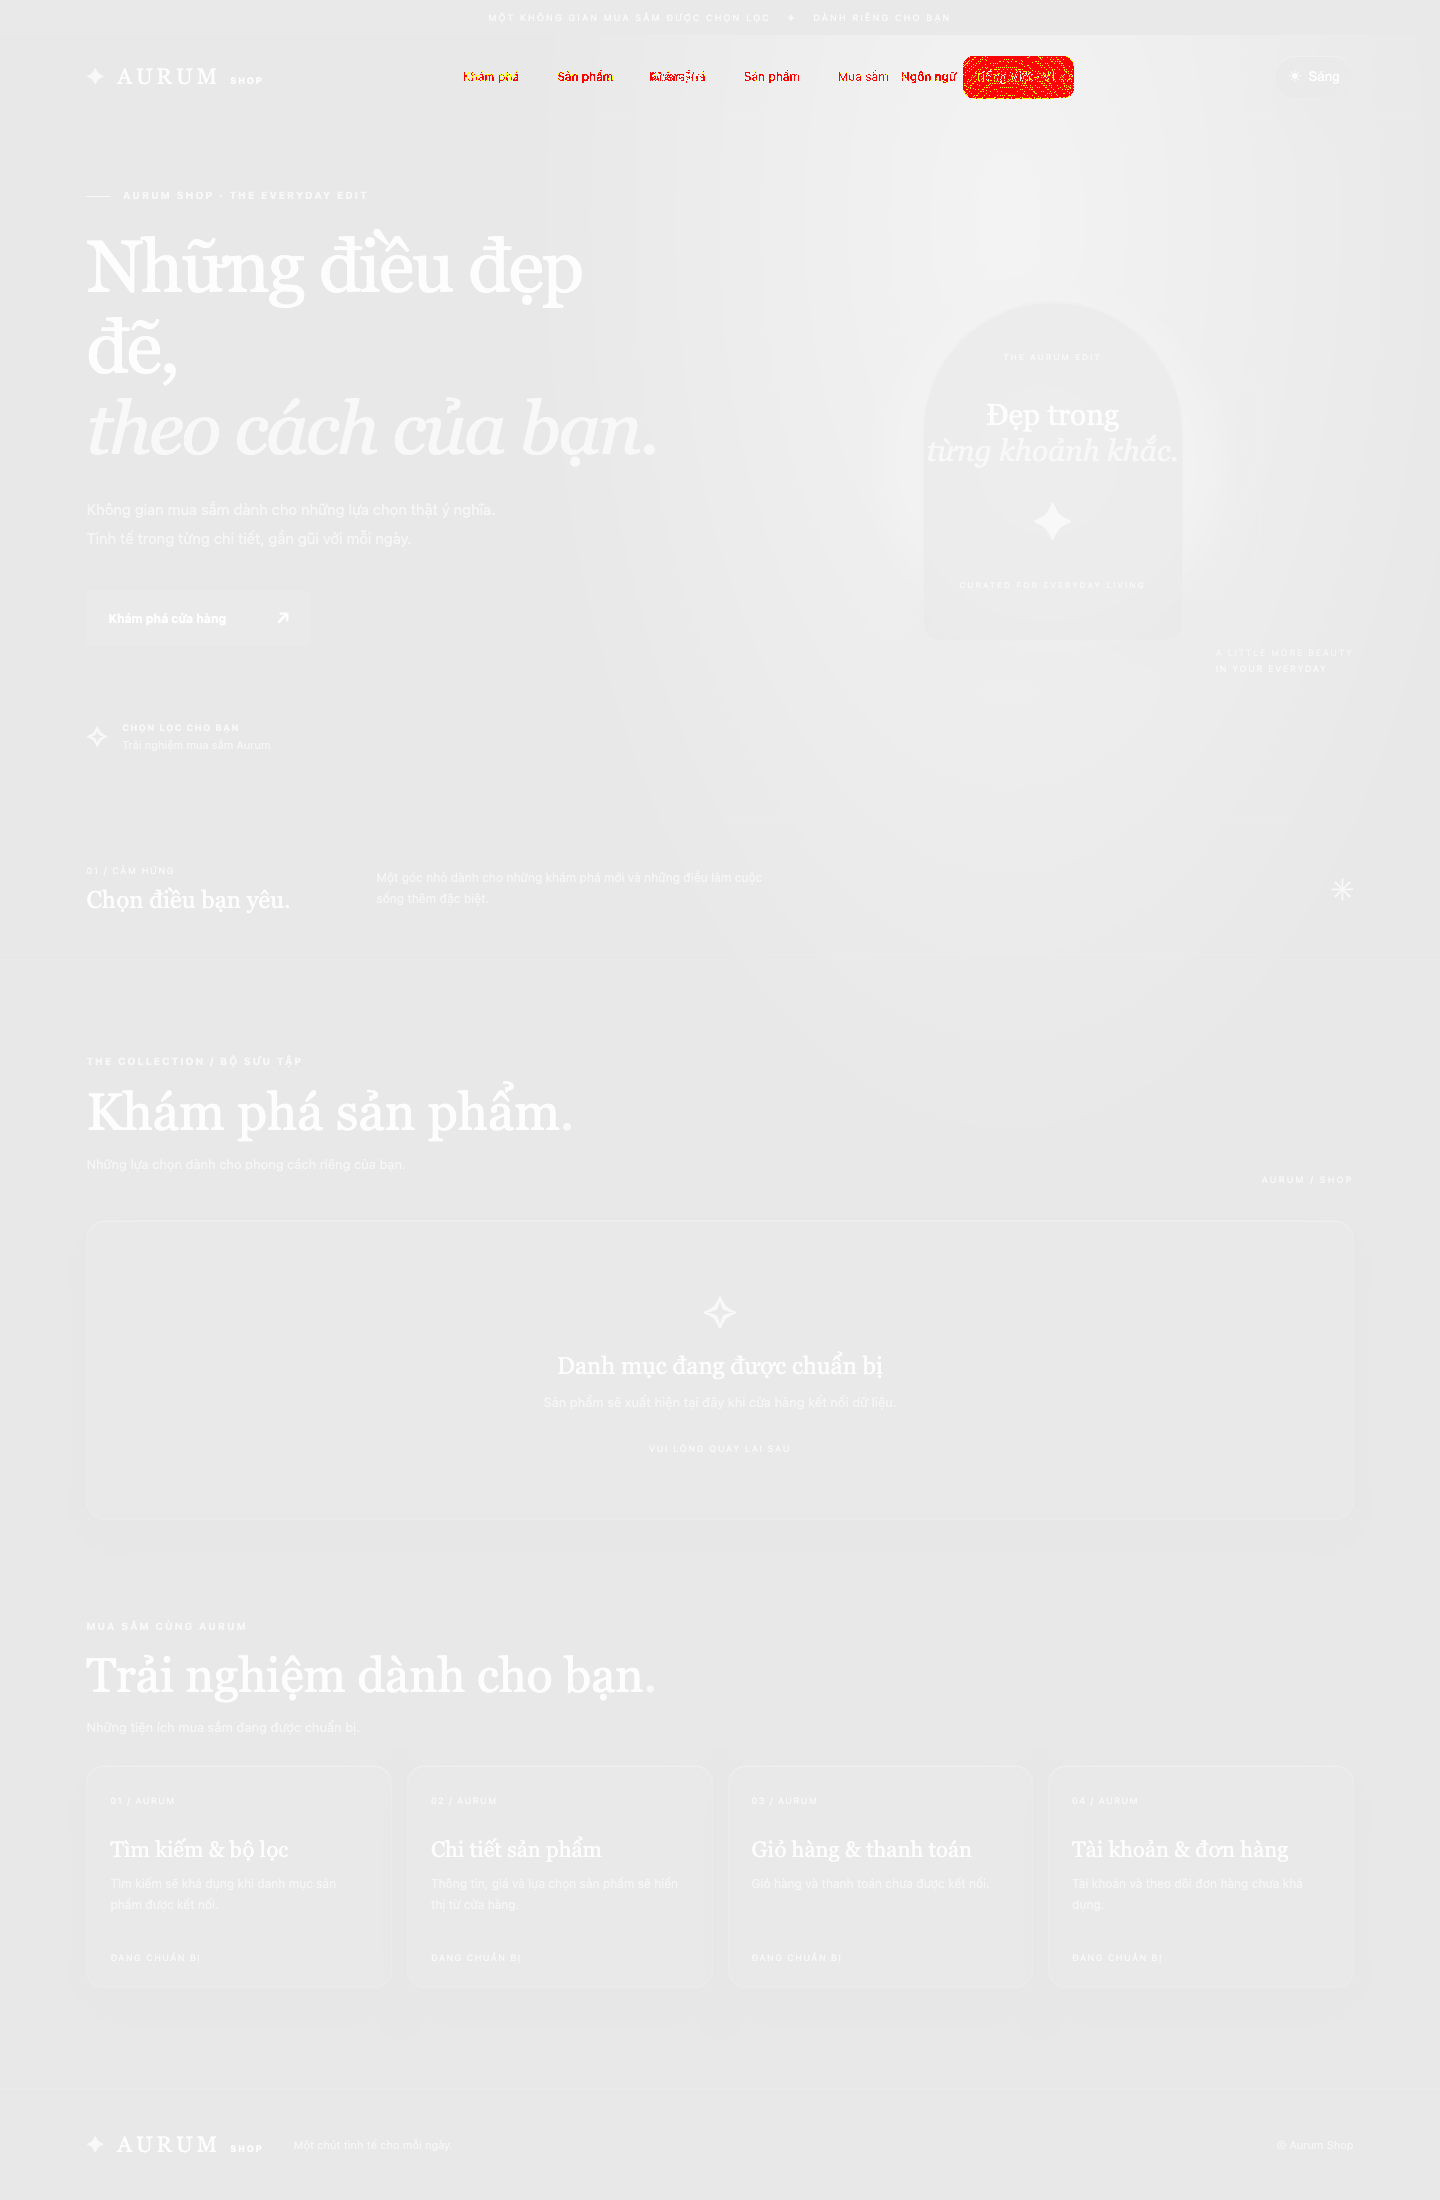 MỘT KHÔNG GIAN MUA SẮM ĐƯỢC CHỌN LỌC ✦ DÀNH RIÊNG CHO BẠN
AURUM SHOP
Khám phá Sản phẩm Sản phẩm Mua sắm Ngôn ngữ
Sáng
AURUM SHOP · THE EVERYDAY EDIT
Những điều đẹp
đẽ,
theo cách của bạn.
Không gian mua sắm dành cho những lựa chọn thật ý nghĩa.
Tinh tế trong từng chi tiết, gần gũi với mỗi ngày.
Khám phá cửa hàng
CHỌN LỌC CHO BẠN
Trải nghiệm mua sắm Aurum
THE AURUM EDIT
Đẹp trong
từng khoảnh khắc.
CURATED FOR EVERYDAY LIVING
A LITTLE MORE BEAUTY
IN YOUR EVERYDAY
01 / CẢM HỨNG
Chọn điều bạn yêu.
Một góc nhỏ dành cho những khám phá mới và những điều làm cuộc
sống thêm đặc biệt.
THE COLLECTION / BỘ SƯU TẬP
Khám phá sản phẩm.
Những lựa chọn dành cho phong cách riêng của bạn.
AURUM / SHOP
Danh mục đang được chuẩn bị
Sản phẩm sẽ xuất hiện tại đây khi cửa hàng kết nối dữ liệu.
VUI LÒNG QUAY LẠI SAU
MUA SẮM CÙNG AURUM
Trải nghiệm dành cho bạn.
Những tiện ích mua sắm đang được chuẩn bị.
01 / AURUM
Tìm kiếm & bộ lọc
Tìm kiếm sẽ khả dụng khi danh mục sản
phẩm được kết nối.
ĐANG CHUẨN BỊ
02 / AURUM
Chi tiết sản phẩm
Thông tin, giá và lựa chọn sản phẩm sẽ hiển
thị từ cửa hàng.
ĐANG CHUẨN BỊ
03 / AURUM
Giỏ hàng & thanh toán
Giỏ hàng và thanh toán chưa được kết nối.
ĐANG CHUẨN BỊ
04 / AURUM
Tài khoản & đơn hàng
Tài khoản và theo dõi đơn hàng chưa khả
dụng.
ĐANG CHUẨN BỊ
AURUM SHOP
Một chút tinh tế cho mỗi ngày.
© Aurum Shop